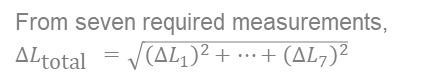 From seven required measurements,
ΔL_total = √((ΔL₁)² + ⋯ + (ΔL₇)²)